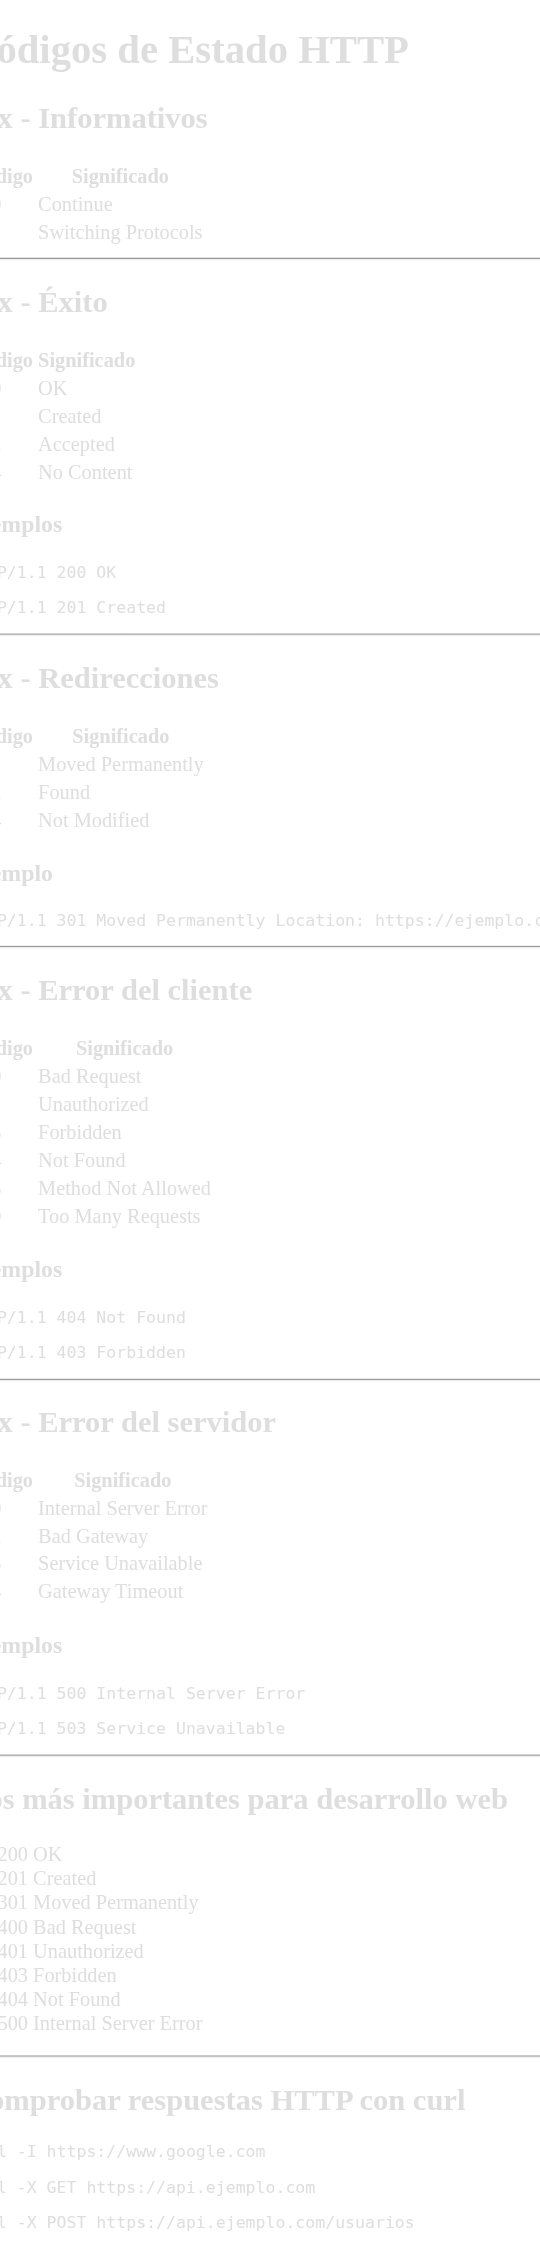 ódigos de Estado HTTP
x - Informativos
digo Significado
Continue
Switching Protocols
x - Éxito
digo Significado
OK
Created
Accepted
No Content
emplos
P/1.1 200 OK
P/1.1 201 Created
x - Redirecciones
digo Significado
Moved Permanently
Found
Not Modified
emplo
P/1.1 301 Moved Permanently Location: https://ejemplo.c
x - Error del cliente
digo Significado
Bad Request
Unauthorized
Forbidden
Not Found
Method Not Allowed
Too Many Requests
emplos
P/1.1 404 Not Found
P/1.1 403 Forbidden
x - Error del servidor
digo Significado
Internal Server Error
Bad Gateway
Service Unavailable
Gateway Timeout
emplos
P/1.1 500 Internal Server Error
P/1.1 503 Service Unavailable
os más importantes para desarrollo web
200 OK
201 Created
301 Moved Permanently
400 Bad Request
401 Unauthorized
403 Forbidden
404 Not Found
500 Internal Server Error
omprobar respuestas HTTP con curl
l -I https://www.google.com
l -X GET https://api.ejemplo.com
l -X POST https://api.ejemplo.com/usuarios